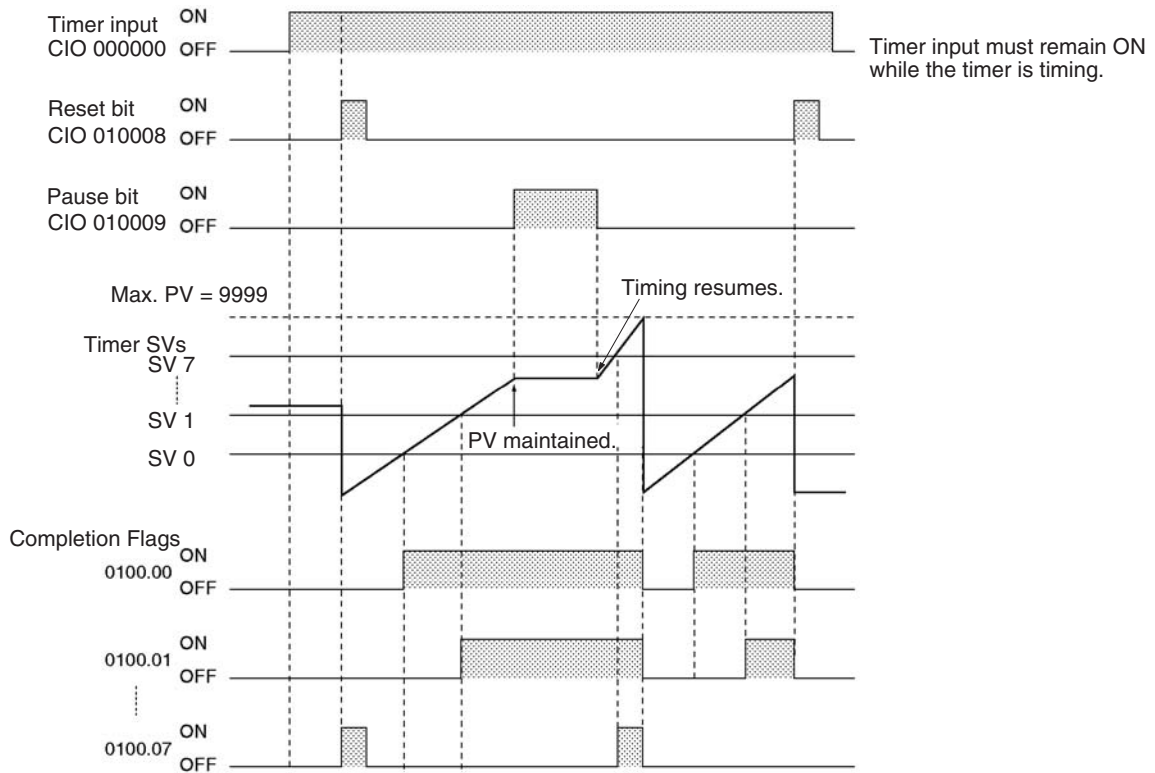 Timer input
CIO 000000
ON
OFF
Timer input must remain ON
while the timer is timing.
Reset bit
CIO 010008
ON
OFF
Pause bit
CIO 010009
ON
OFF
Max. PV = 9999
Timing resumes.
Timer SVs
SV 7
SV 1
PV maintained.
SV 0
Completion Flags
0100.00
ON
OFF
0100.01
ON
OFF
0100.07
ON
OFF